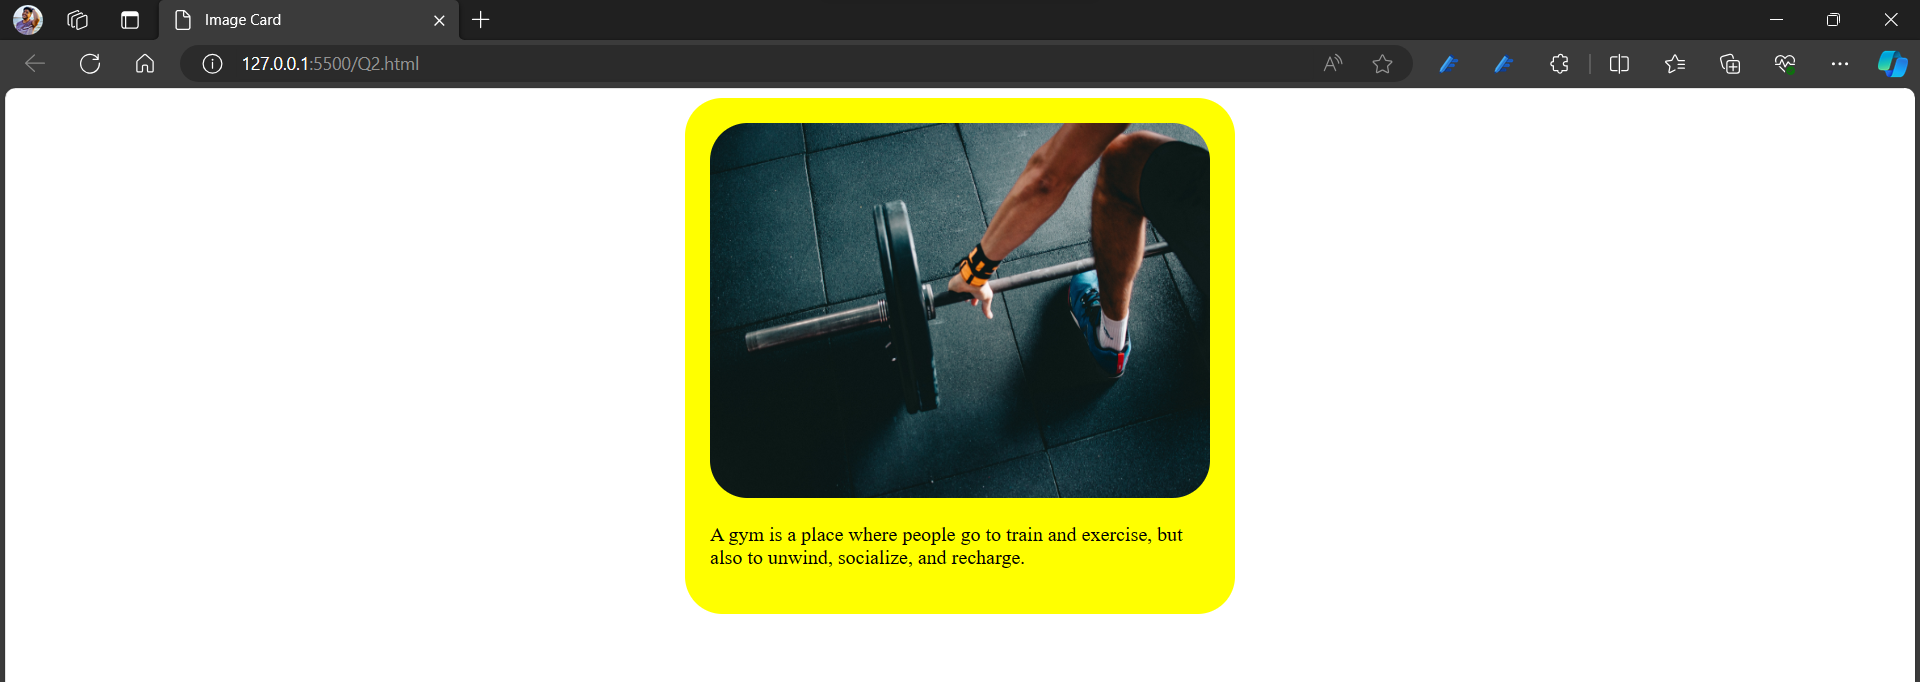 Image Card
127.0.0.1:5500/Q2.html
A gym is a place where people go to train and exercise, but
also to unwind, socialize, and recharge.